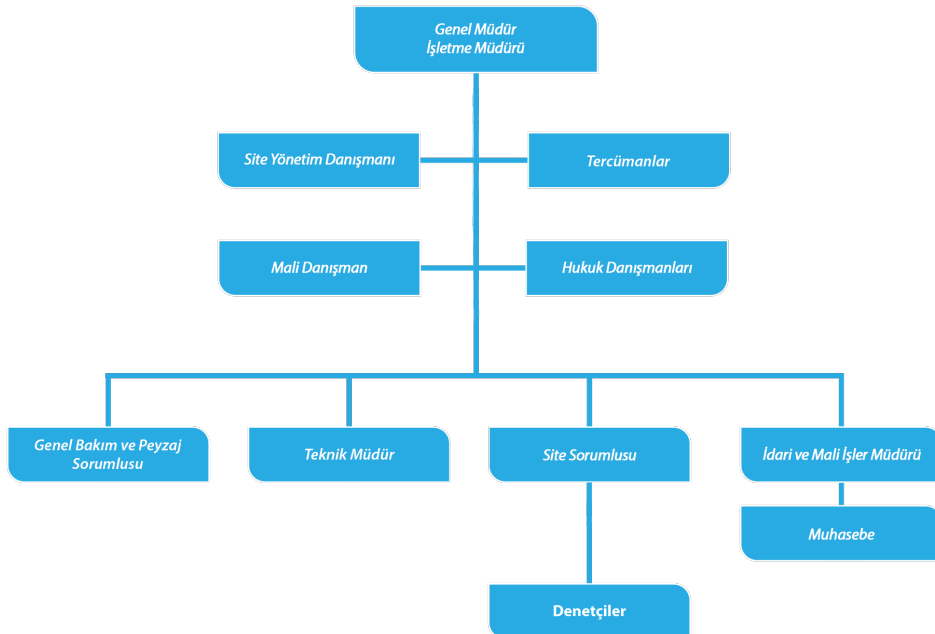 Genel Müdür
İşletme Müdürü
Site Yönetim Danışmanı
Tercümanlar
Mali Danışman
Hukuk Danışmanları
Genel Bakım ve Peyzaj
Sorumlusu
Teknik Müdür
Site Sorumlusu
İdari ve Mali İşler Müdürü
Muhasebe
Denetçiler